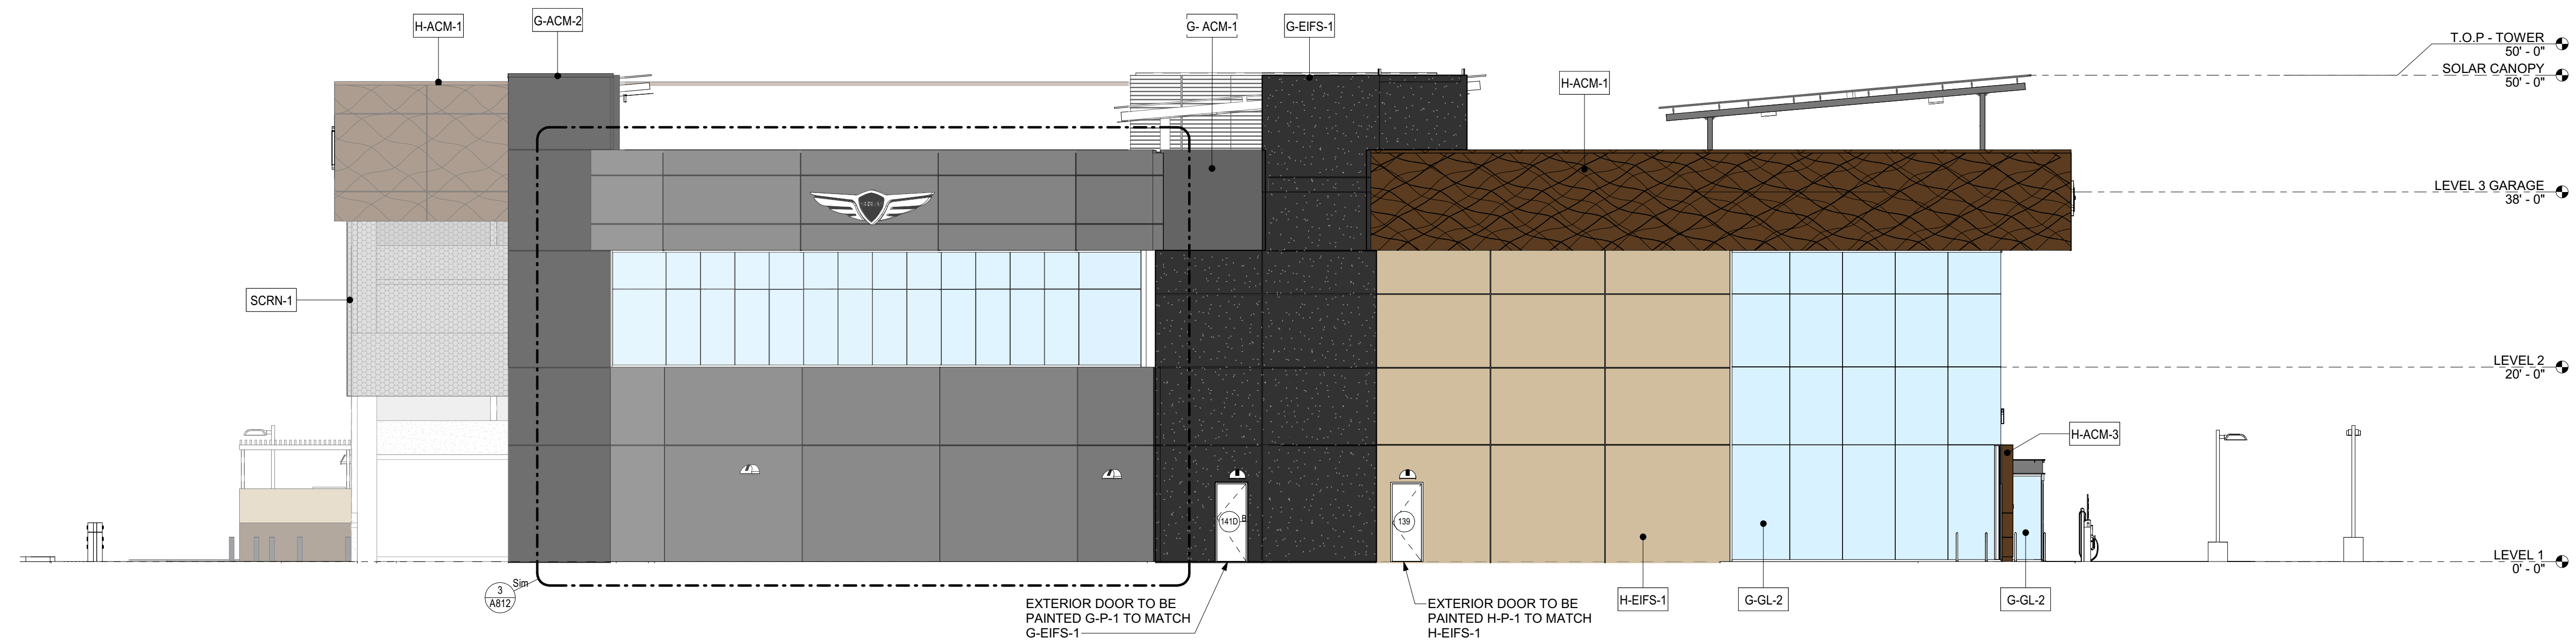 H-ACM-1
G-ACM-2
G- ACM-1
G-EIFS-1
H-ACM-1
T.O.P - TOWER
50' - 0"
SOLAR CANOPY
50' - 0"
LEVEL 3 GARAGE
38' - 0"
SCRN-1
LEVEL 2
20' - 0"
H-ACM-3
141D
B
139
LEVEL 1
0' - 0"
3
A812
Sim
EXTERIOR DOOR TO BE
PAINTED G-P-1 TO MATCH
G-EIFS-1
EXTERIOR DOOR TO BE
PAINTED H-P-1 TO MATCH
H-EIFS-1
H-EIFS-1
G-GL-2
G-GL-2